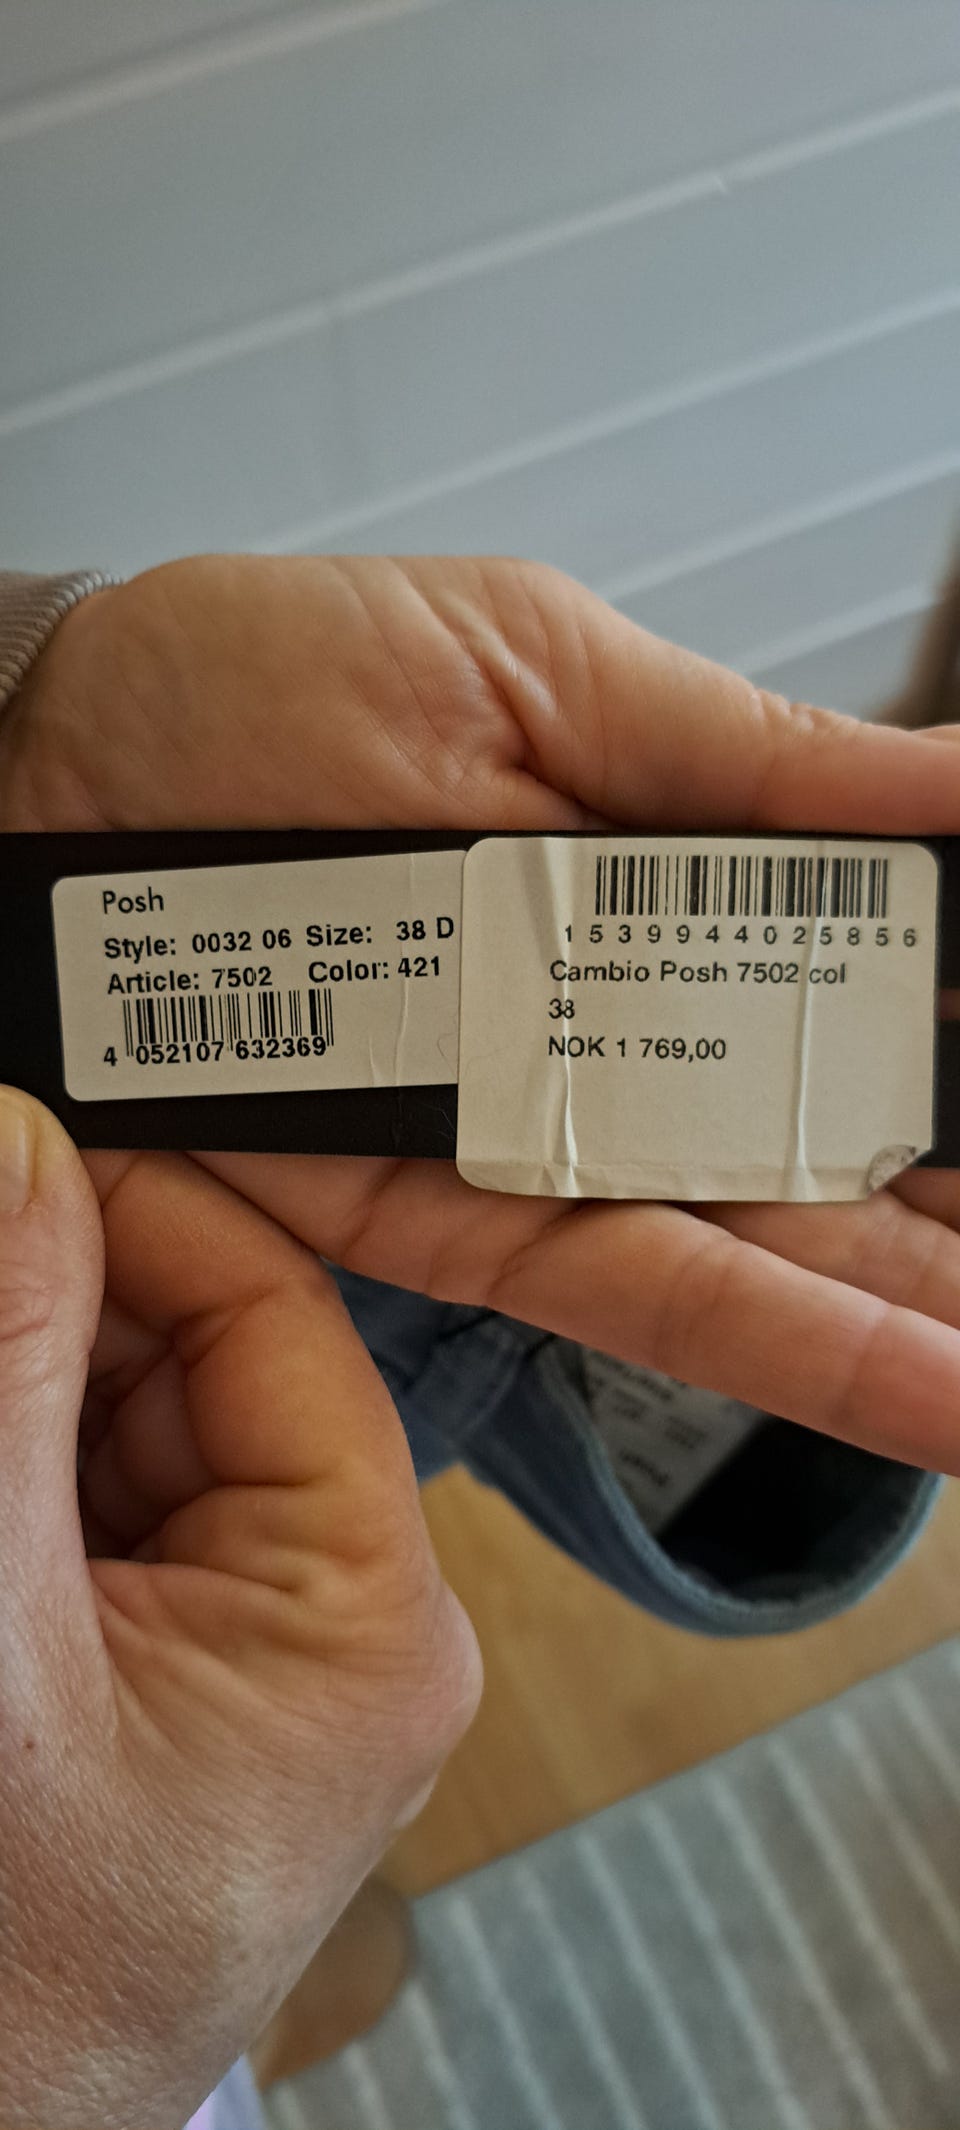 Posh
Style: 0032 06 Size: 38 D
Article: 7502 Color: 421
4 052107 632369
1 5 3 9 9 4 4 0 2 5 8 5 6
Cambio Posh 7502 col
38
NOK 1 769,00